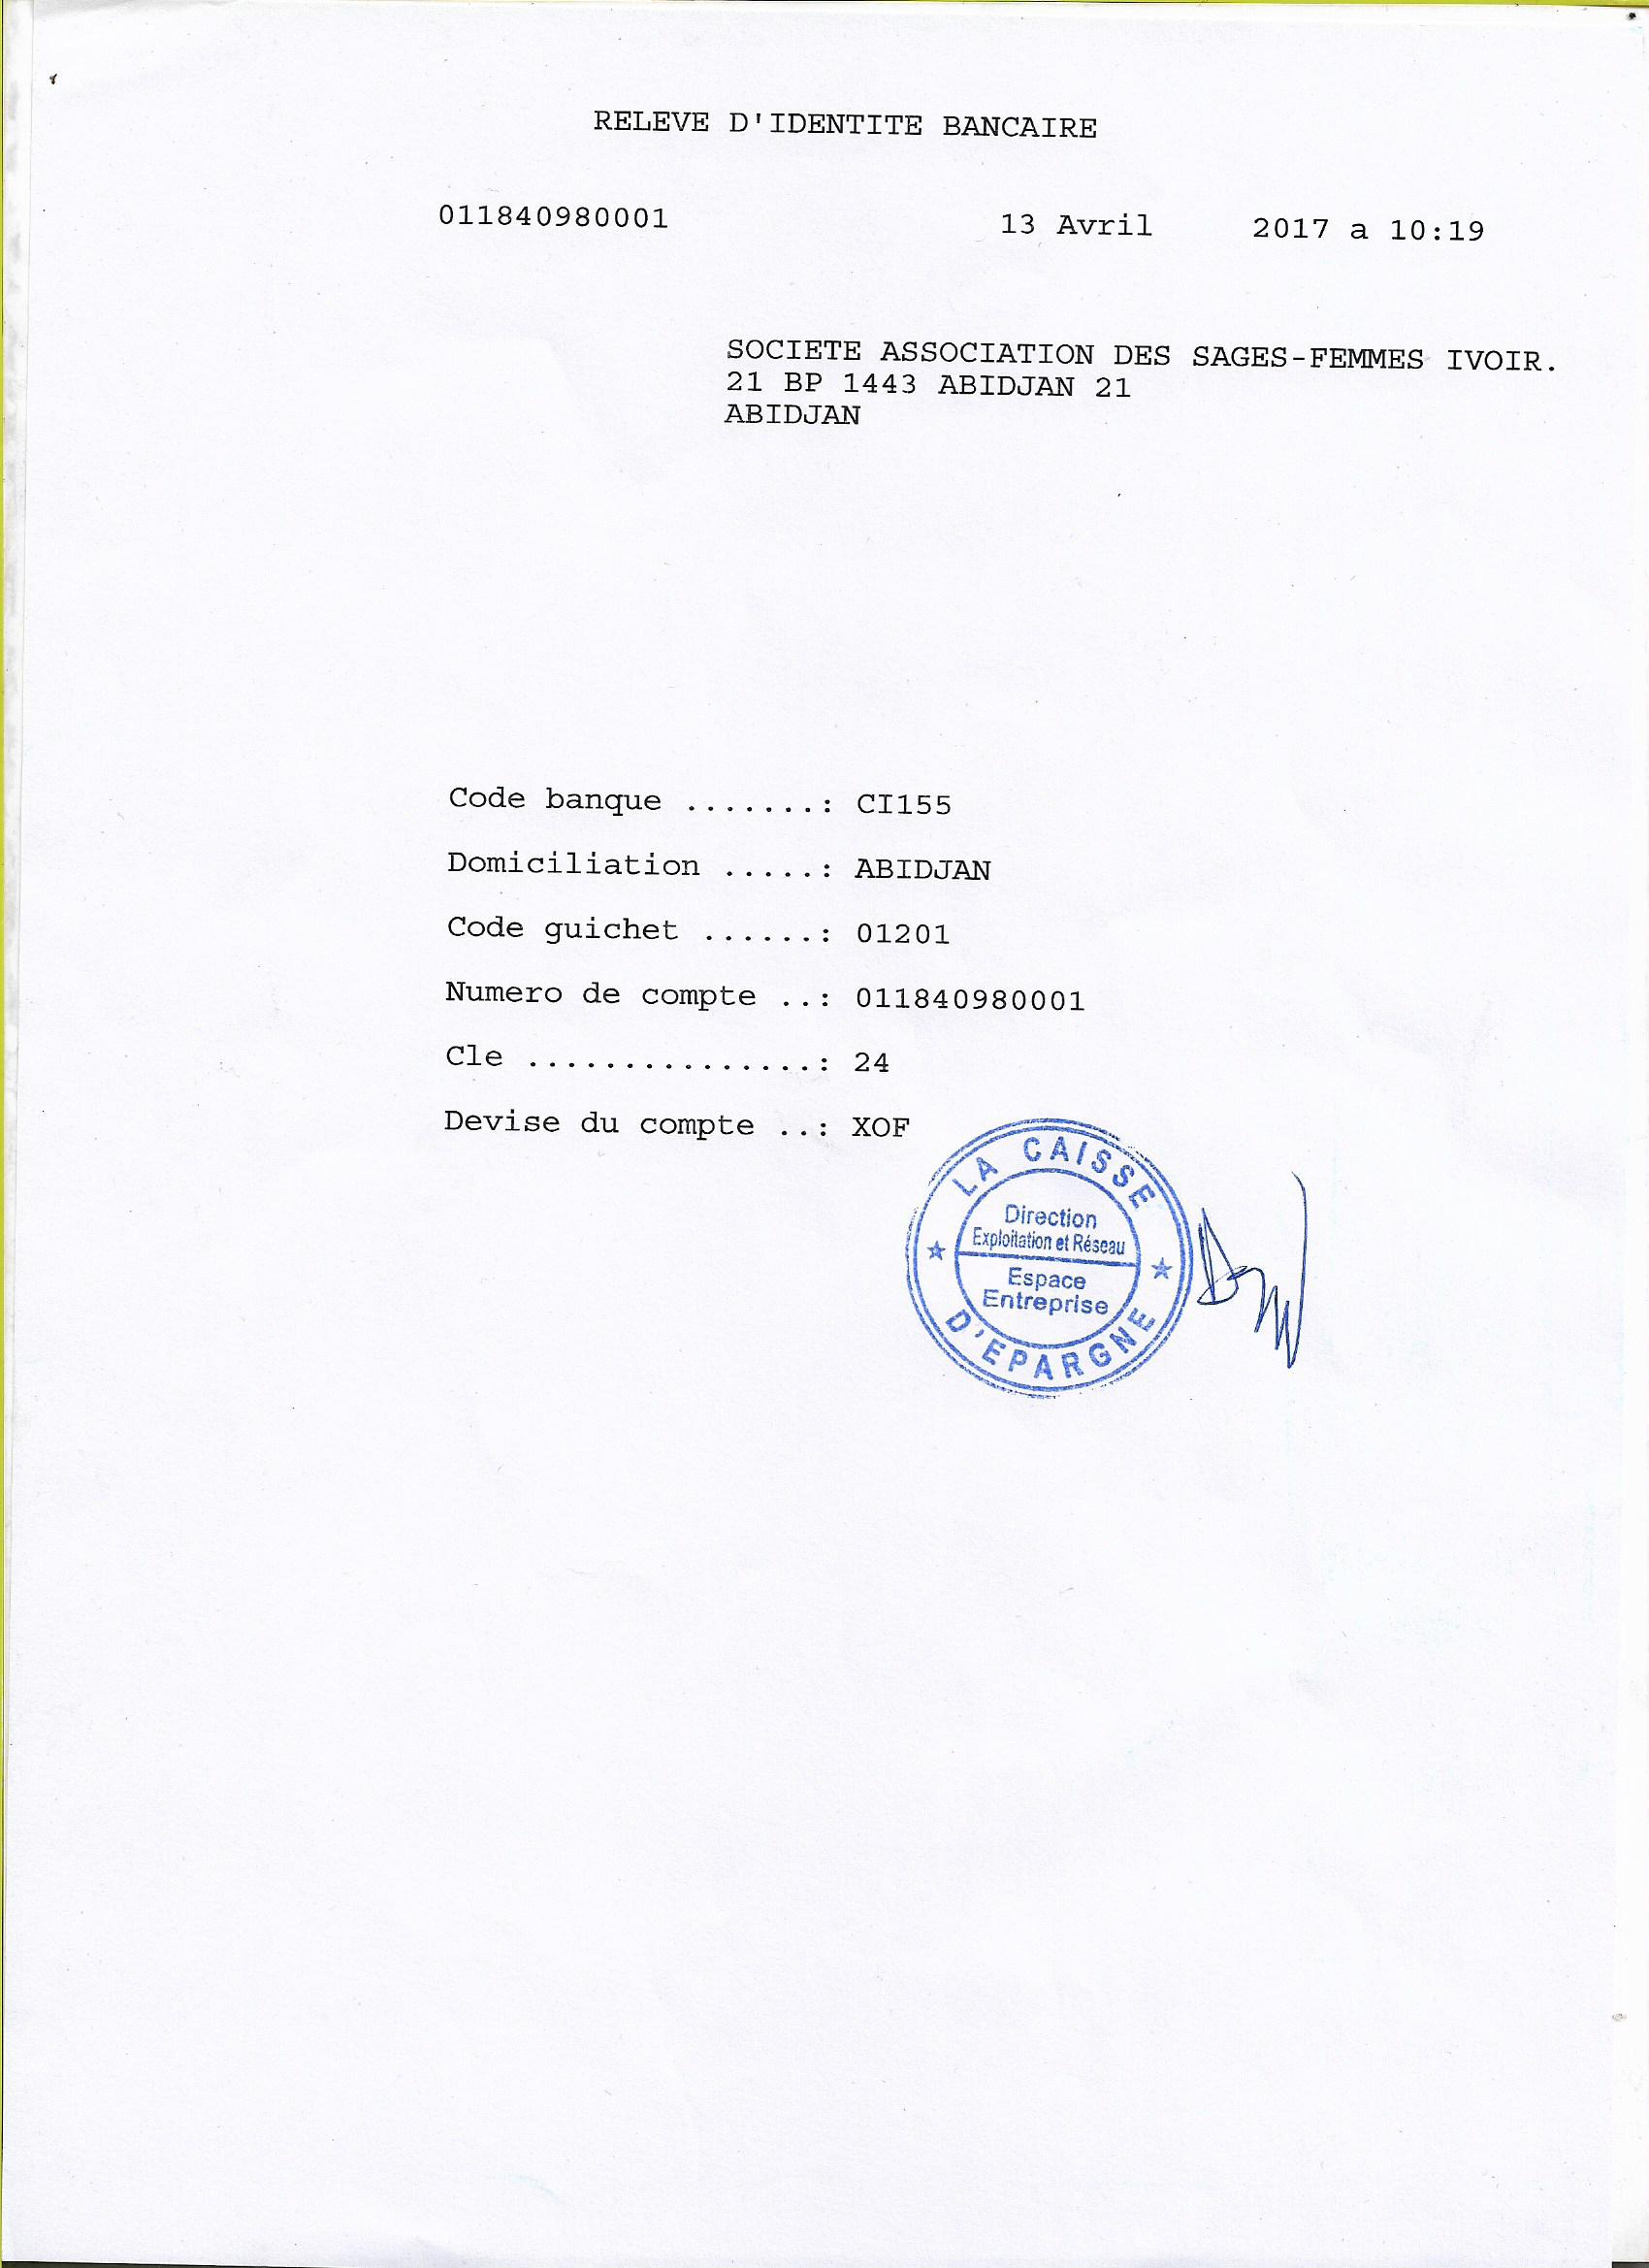 RELEVE D'IDENTITE BANCAIRE
011840980001 13 Avril 2017 a 10:19
SOCIETE ASSOCIATION DES SAGES-FEMMES IVOIR.
21 BP 1443 ABIDJAN 21
ABIDJAN
Code banque .......: CI155
Domiciliation .....: ABIDJAN
Code guichet ......: 01201
Numero de compte ..: 011840980001
Cle ...............: 24
Devise du compte ..: XOF
LA CAISSE
Direction
Exploitation et Réseau
Espace
Entreprise
D'EPARGNE